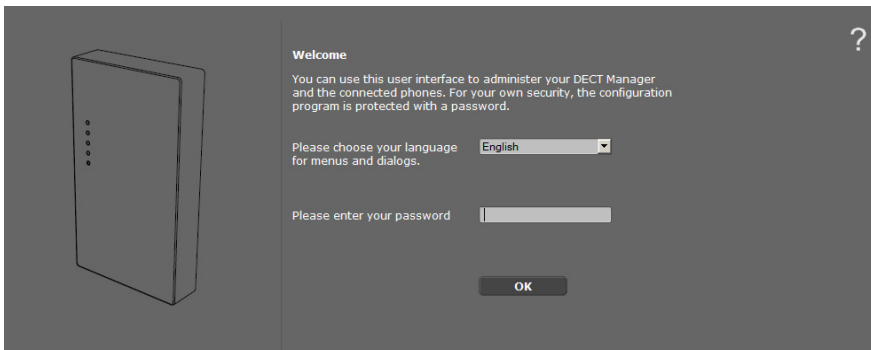 ?
Welcome
You can use this user interface to administer your DECT Manager
and the connected phones. For your own security, the configuration
program is protected with a password.
Please choose your language
for menus and dialogs.
English
Please enter your password
OK